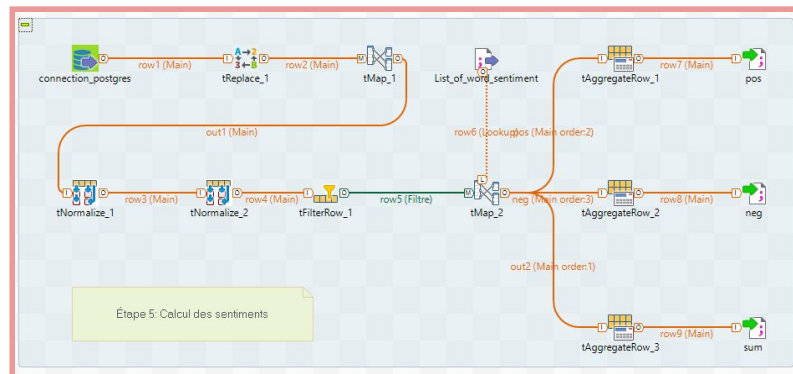 row1 (Main)
row2 (Main)
connection_postgres
tReplace_1
tMap_1
List_of_word_sentiment
tAggregateRow_1
row7 (Main)
pos
out1 (Main)
row6 (Lookup)
pos (Main order:2)
tNormalize_1
row3 (Main)
tNormalize_2
row4 (Main)
tFilterRow_1
row5 (Filtre)
tMap_2
neg (Main order:3)
tAggregateRow_2
row8 (Main)
neg
out2 (Main order:1)
Étape 5: Calcul des sentiments
tAggregateRow_3
row9 (Main)
sum